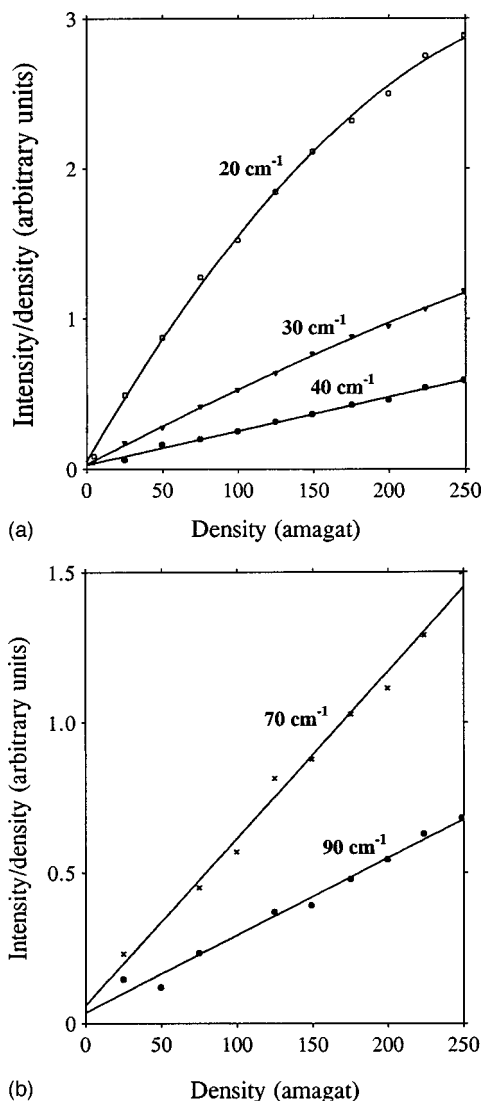 3
2
1
0
Intensity/density (arbitrary units)
20 cm⁻¹
30 cm⁻¹
40 cm⁻¹
0 50 100 150 200 250
(a) Density (amagat)
1.5
1.0
0.5
0
Intensity/density (arbitrary units)
70 cm⁻¹
90 cm⁻¹
0 50 100 150 200 250
(b) Density (amagat)